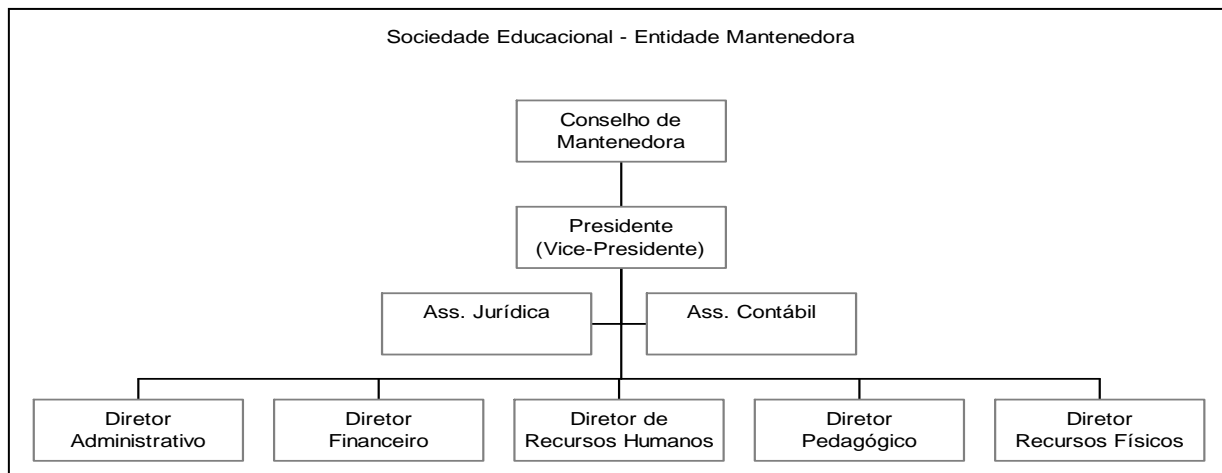 Sociedade Educacional - Entidade Mantenedora
Conselho de
Mantenedora
Presidente
(Vice-Presidente)
Ass. Jurídica
Ass. Contábil
Diretor
Administrativo
Diretor
Financeiro
Diretor de
Recursos Humanos
Diretor
Pedagógico
Diretor
Recursos Físicos